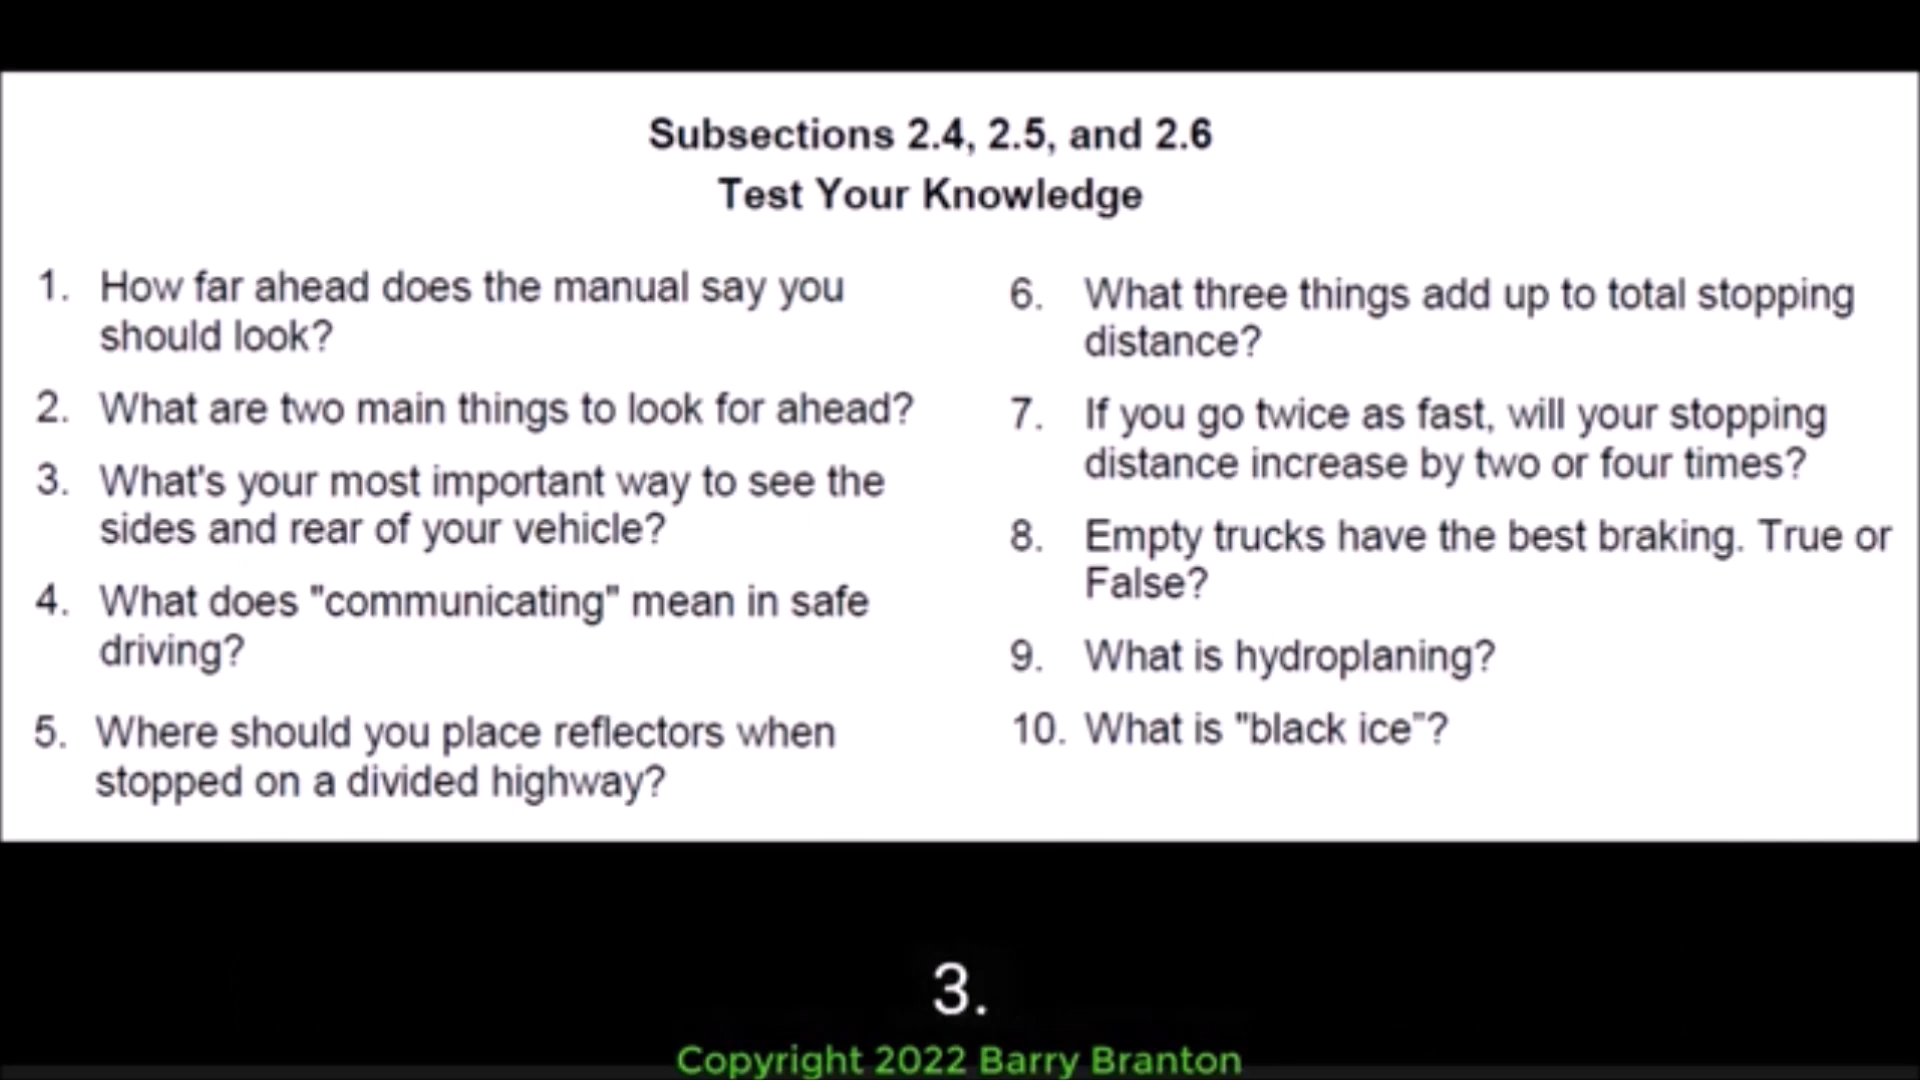 Subsections 2.4, 2.5, and 2.6
Test Your Knowledge
1. How far ahead does the manual say you
should look?
2. What are two main things to look for ahead?
3. What's your most important way to see the
sides and rear of your vehicle?
4. What does "communicating" mean in safe
driving?
5. Where should you place reflectors when
stopped on a divided highway?
6. What three things add up to total stopping
distance?
7. If you go twice as fast, will your stopping
distance increase by two or four times?
8. Empty trucks have the best braking. True or
False?
9. What is hydroplaning?
10. What is "black ice"?
3.
Copyright 2022 Barry Branton